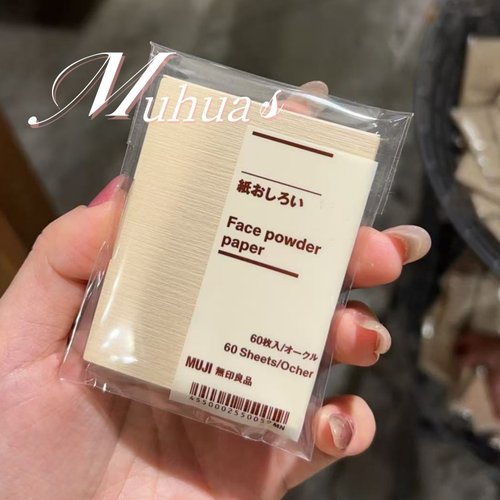 Muhua
紙おしろい
Face powder
paper
60枚入/オークル
60 Sheets/Ocher
MUJI 無印良品